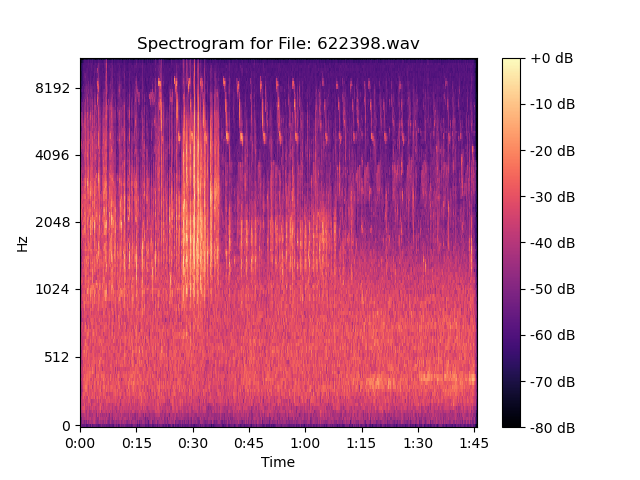 Spectrogram for File: 622398.wav
8192
4096
2048
1024
512
0
Hz
0:00 0:15 0:30 0:45 1:00 1:15 1:30 1:45
Time
+0 dB
-10 dB
-20 dB
-30 dB
-40 dB
-50 dB
-60 dB
-70 dB
-80 dB